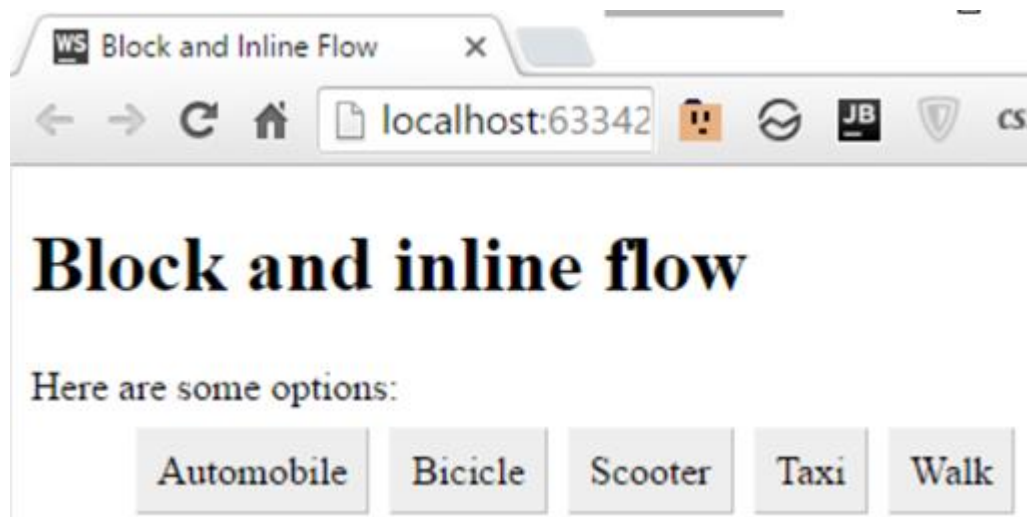 WS Block and Inline Flow ×
localhost:63342 JB cs
Block and inline flow
Here are some options:
Automobile Bicicle Scooter Taxi Walk